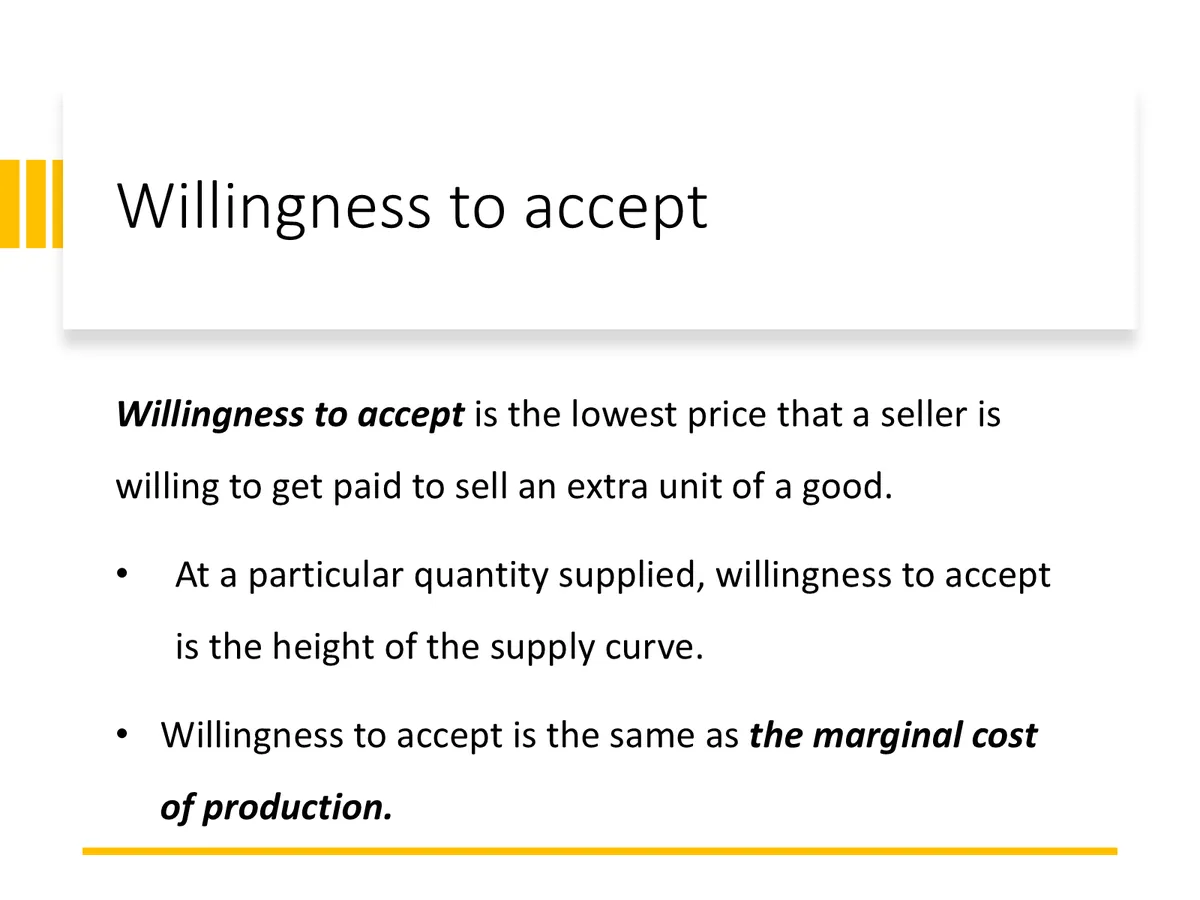 Willingness to accept
Willingness to accept is the lowest price that a seller is
willing to get paid to sell an extra unit of a good.
• At a particular quantity supplied, willingness to accept
is the height of the supply curve.
• Willingness to accept is the same as the marginal cost
of production.